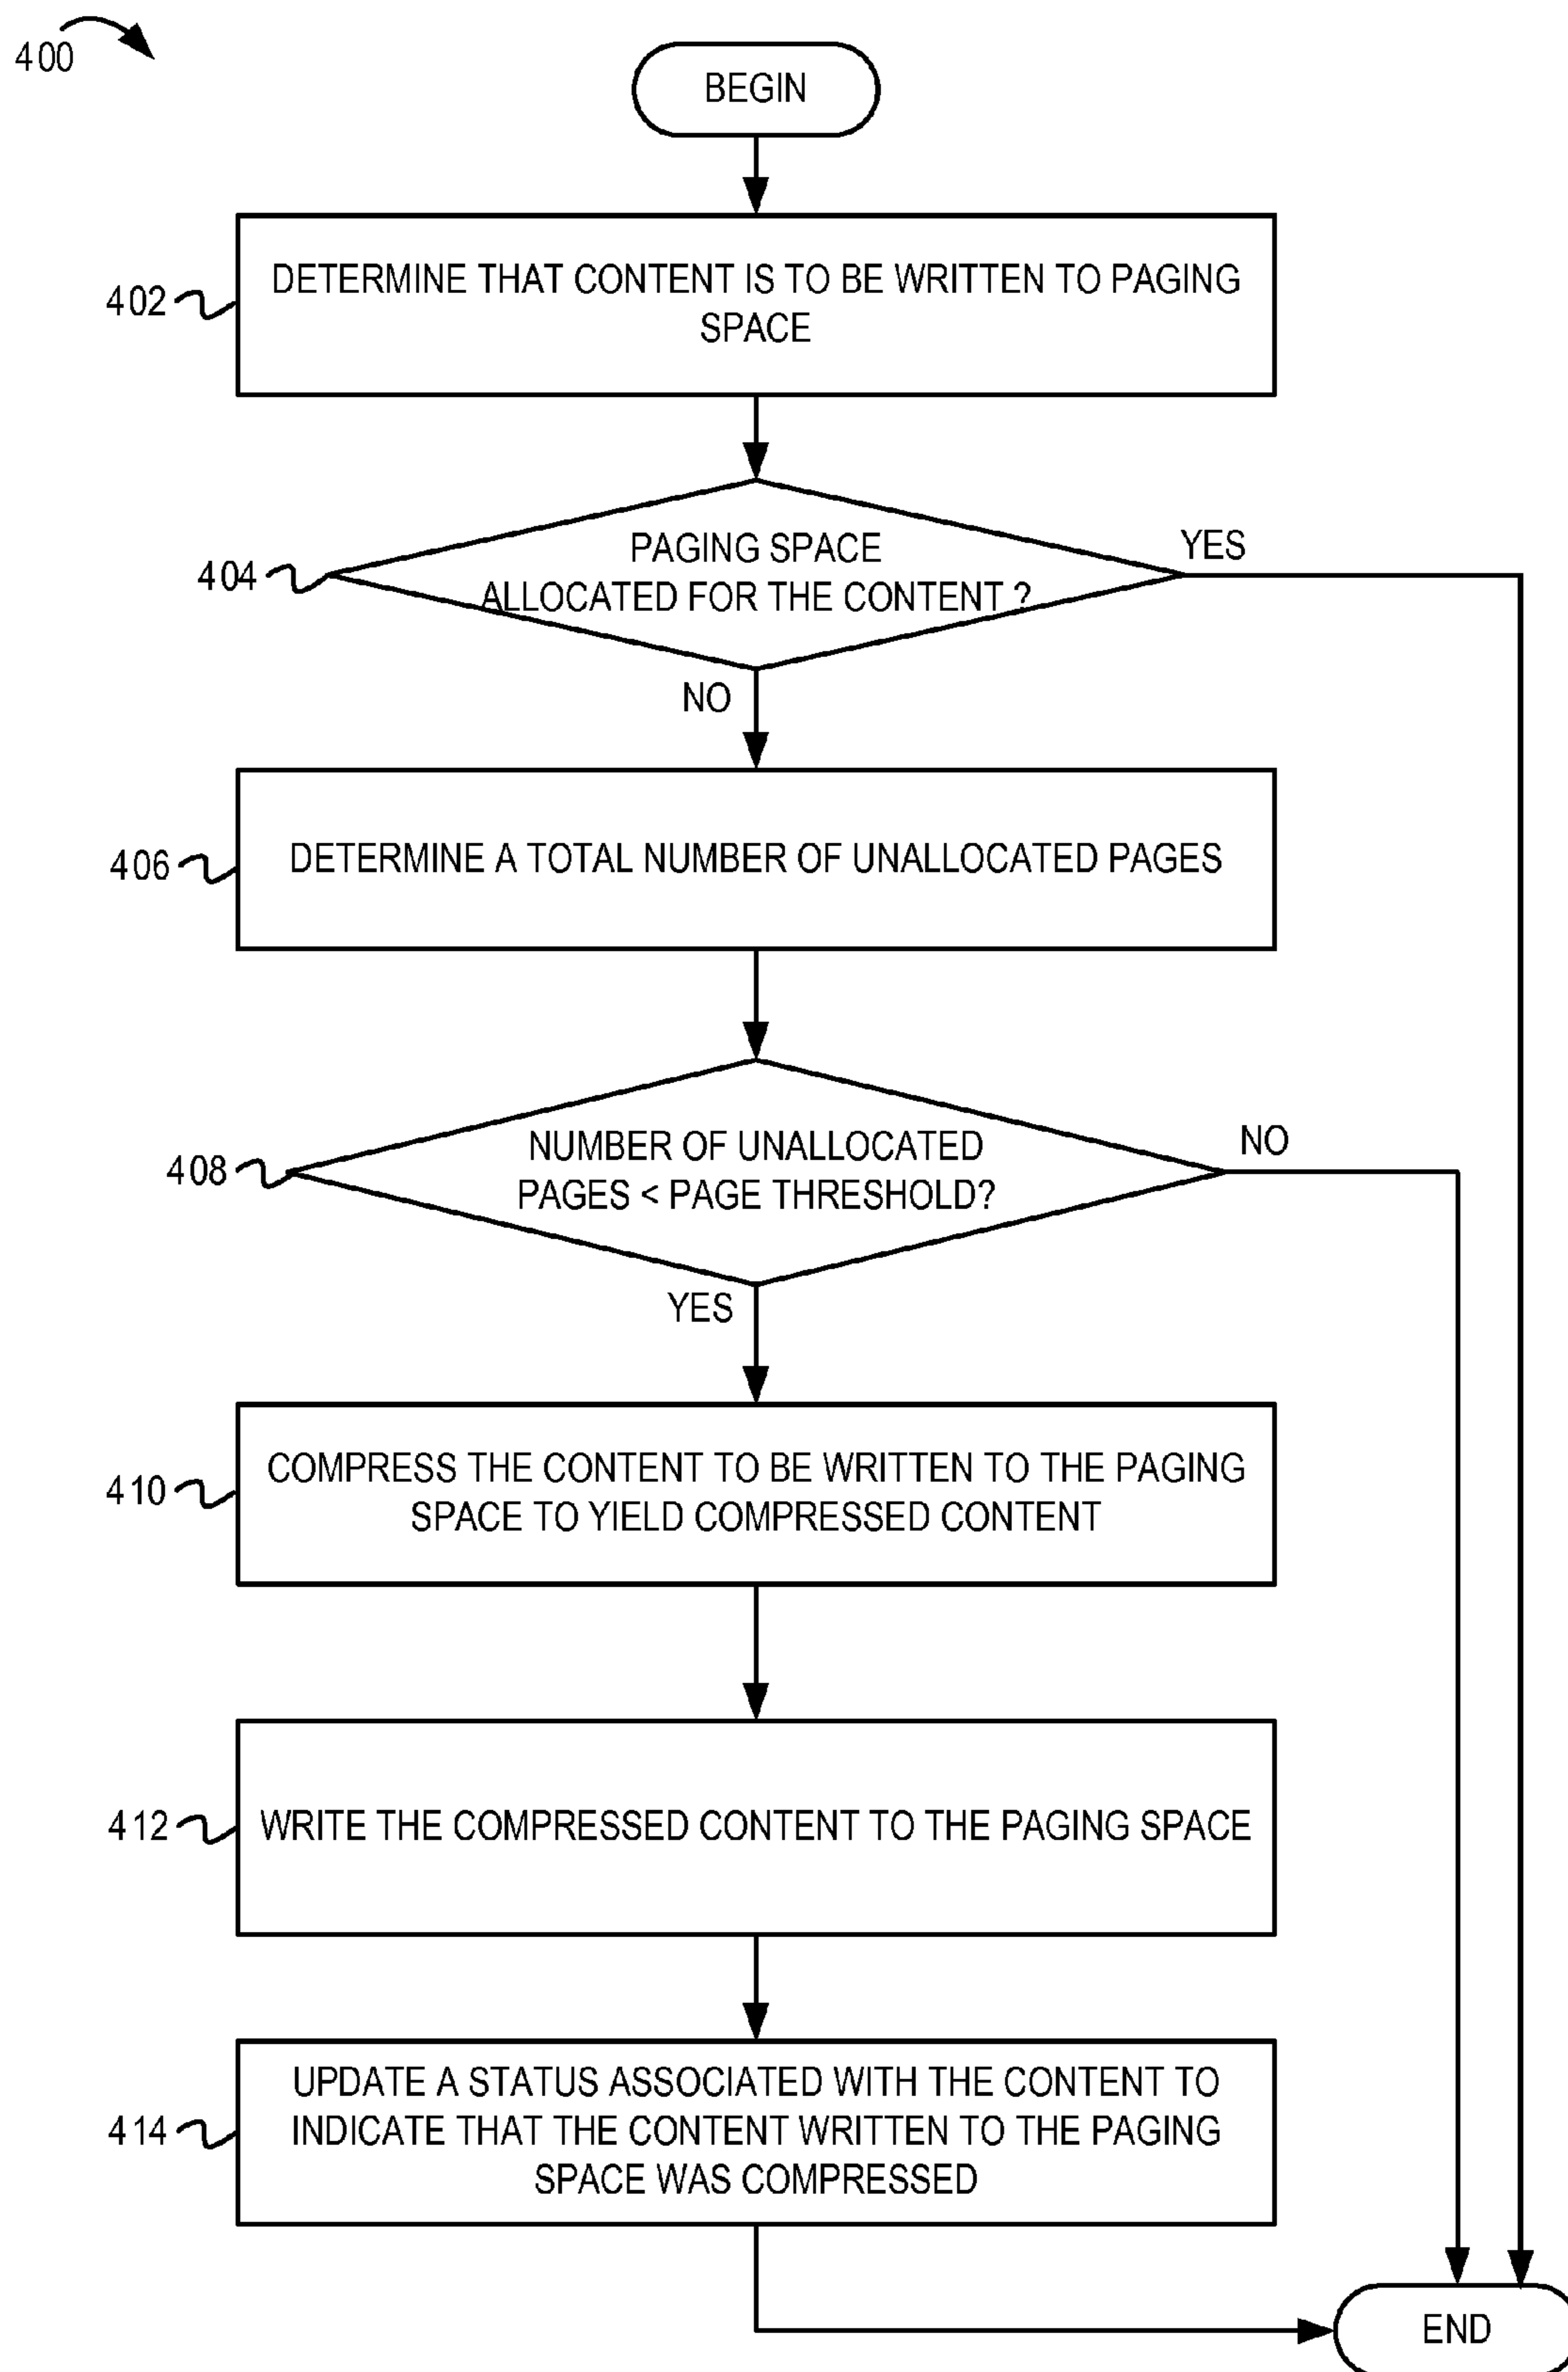 400
BEGIN
402
DETERMINE THAT CONTENT IS TO BE WRITTEN TO PAGING
SPACE
404
PAGING SPACE
ALLOCATED FOR THE CONTENT ?
YES
NO
406
DETERMINE A TOTAL NUMBER OF UNALLOCATED PAGES
408
NUMBER OF UNALLOCATED
PAGES < PAGE THRESHOLD?
NO
YES
410
COMPRESS THE CONTENT TO BE WRITTEN TO THE PAGING
SPACE TO YIELD COMPRESSED CONTENT
412
WRITE THE COMPRESSED CONTENT TO THE PAGING SPACE
414
UPDATE A STATUS ASSOCIATED WITH THE CONTENT TO
INDICATE THAT THE CONTENT WRITTEN TO THE PAGING
SPACE WAS COMPRESSED
END